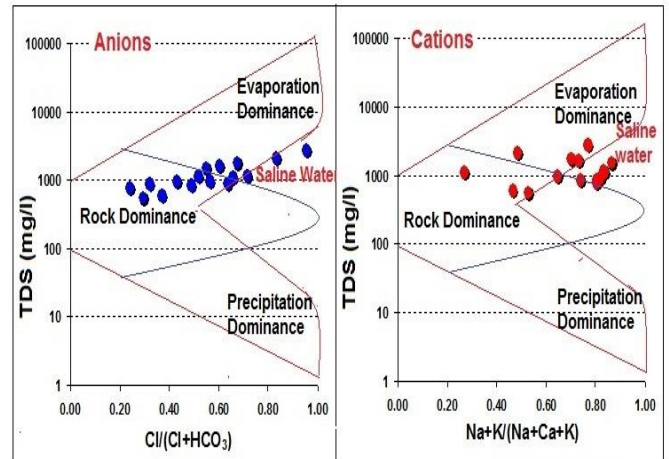 Anions
100000
10000
1000
100
10
1
TDS (mg/l)
Evaporation
Dominance
Saline Water
Rock Dominance
Precipitation
Dominance
0.00 0.20 0.40 0.60 0.80 1.00
Cl/(Cl+HCO₃)
Cations
100000
10000
1000
100
10
1
TDS (mg/l)
Evaporation
Dominance
Saline
water
Rock Dominance
Precipitation
Dominance
0.00 0.20 0.40 0.60 0.80 1.00
Na+K/(Na+Ca+K)